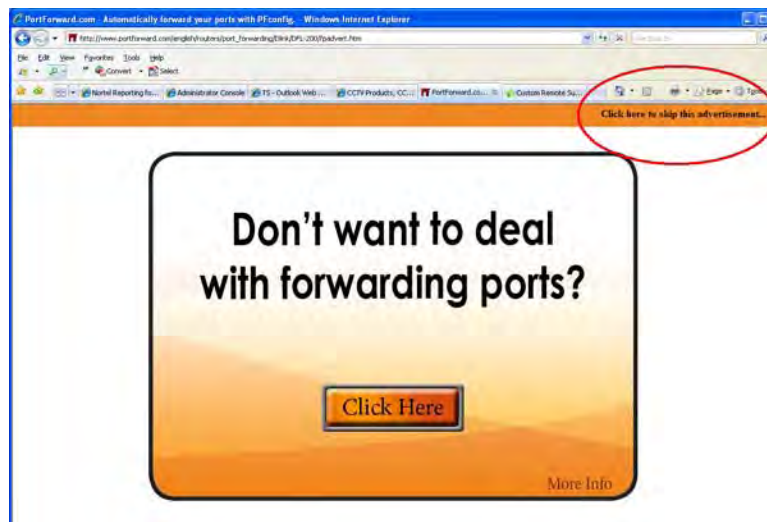 PortForward.com - Automatically forward your ports with PFconfig. - Windows Internet Explorer
http://www.portforward.com/english/routers/port_forwarding/Dlink/DFL-200/fpadvert.htm
File Edit View Favorites Tools Help
Convert Select
Nortel Reporting fo... Administrator Console TS - Outlook Web ... CCTV Products, CC... PortForward.co... Custom Remote Su... Page
Click here to skip this advertisement...
Don't want to deal
with forwarding ports?
Click Here
More Info